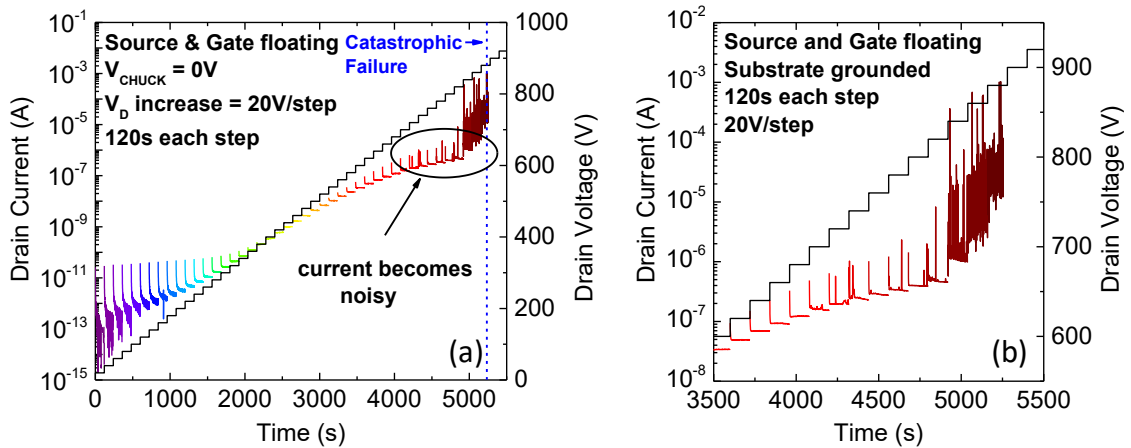 Source & Gate floating
V_CHUCK = 0V
V_D increase = 20V/step
120s each step
Catastrophic
Failure
current becomes
noisy
(a)
Drain Current (A)
10^-1
10^-3
10^-5
10^-7
10^-9
10^-11
10^-13
10^-15
Drain Voltage (V)
1000
800
600
400
200
0
0 1000 2000 3000 4000 5000
Time (s)
Source and Gate floating
Substrate grounded
120s each step
20V/step
(b)
Drain Current (A)
10^-2
10^-3
10^-4
10^-5
10^-6
10^-7
10^-8
Drain Voltage (V)
900
800
700
600
3500 4000 4500 5000 5500
Time (s)